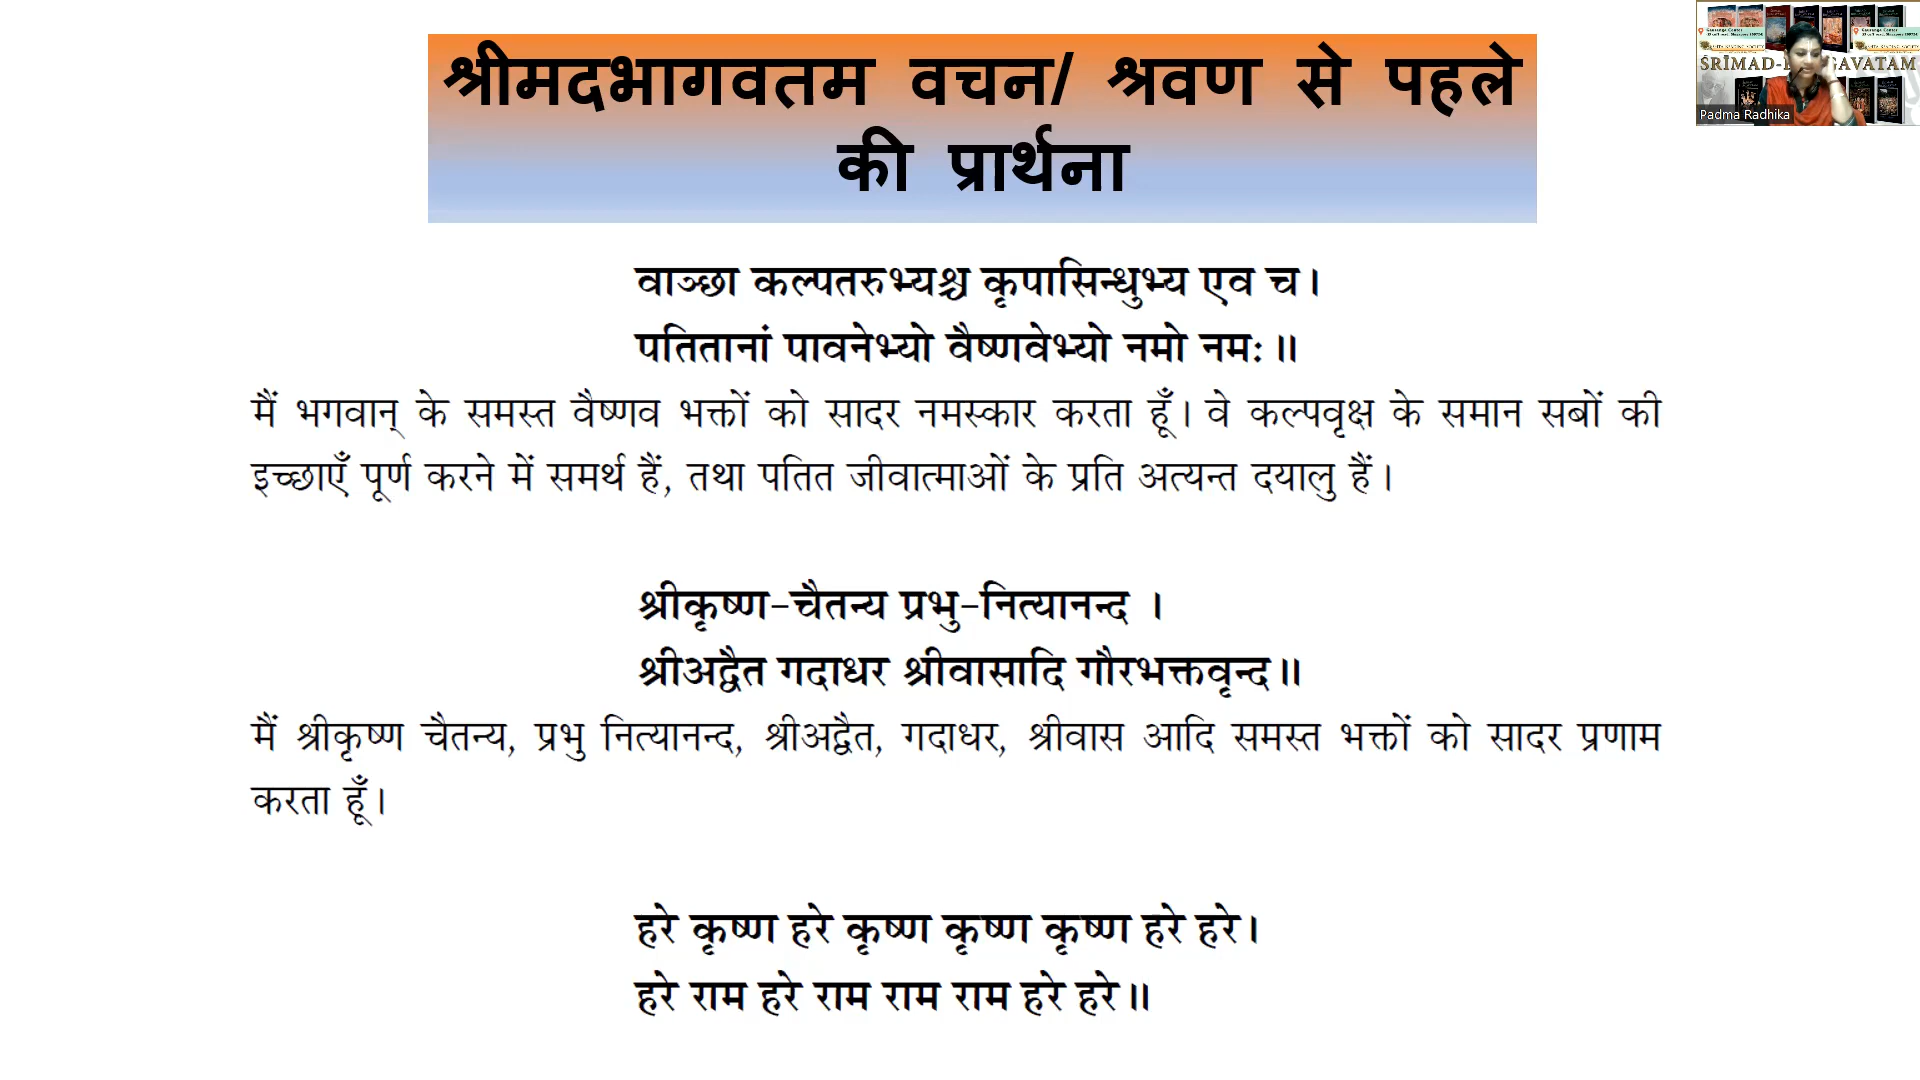 श्रीमदभागवतम वचन/ श्रवण से पहले
की प्रार्थना
वाञ्छा कल्पतरुभ्यश्च कृपासिन्धुभ्य एव च।
पतितानां पावनेभ्यो वैष्णवेभ्यो नमो नमः॥
मैं भगवान् के समस्त वैष्णव भक्तों को सादर नमस्कार करता हूँ। वे कल्पवृक्ष के समान सबों की
इच्छाएँ पूर्ण करने में समर्थ हैं, तथा पतित जीवात्माओं के प्रति अत्यन्त दयालु हैं।
श्रीकृष्ण-चैतन्य प्रभु-नित्यानन्द ।
श्रीअद्वैत गदाधर श्रीवासादि गौरभक्तवृन्द॥
मैं श्रीकृष्ण चैतन्य, प्रभु नित्यानन्द, श्रीअद्वैत, गदाधर, श्रीवास आदि समस्त भक्तों को सादर प्रणाम
करता हूँ।
हरे कृष्ण हरे कृष्ण कृष्ण कृष्ण हरे हरे।
हरे राम हरे राम राम राम हरे हरे॥
Padma Radhika